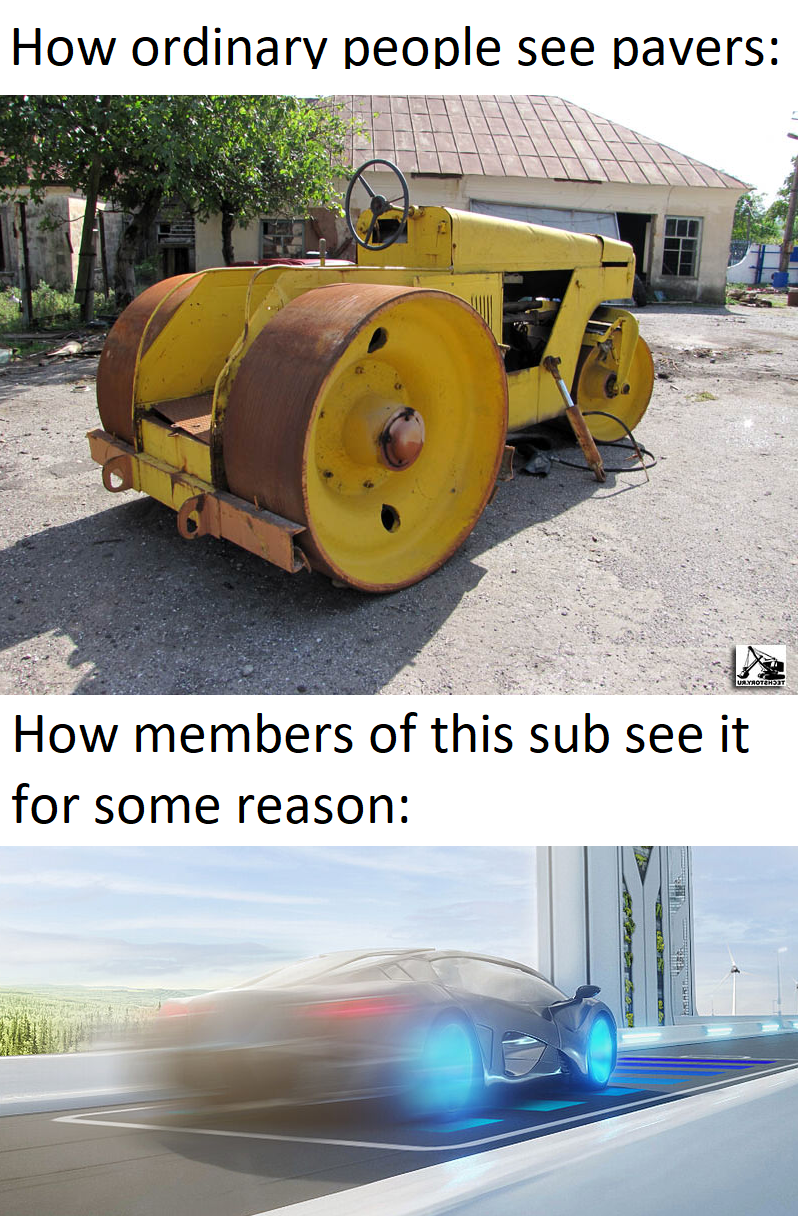 How ordinary people see pavers:
TECHSTORY.RU
How members of this sub see it
for some reason: